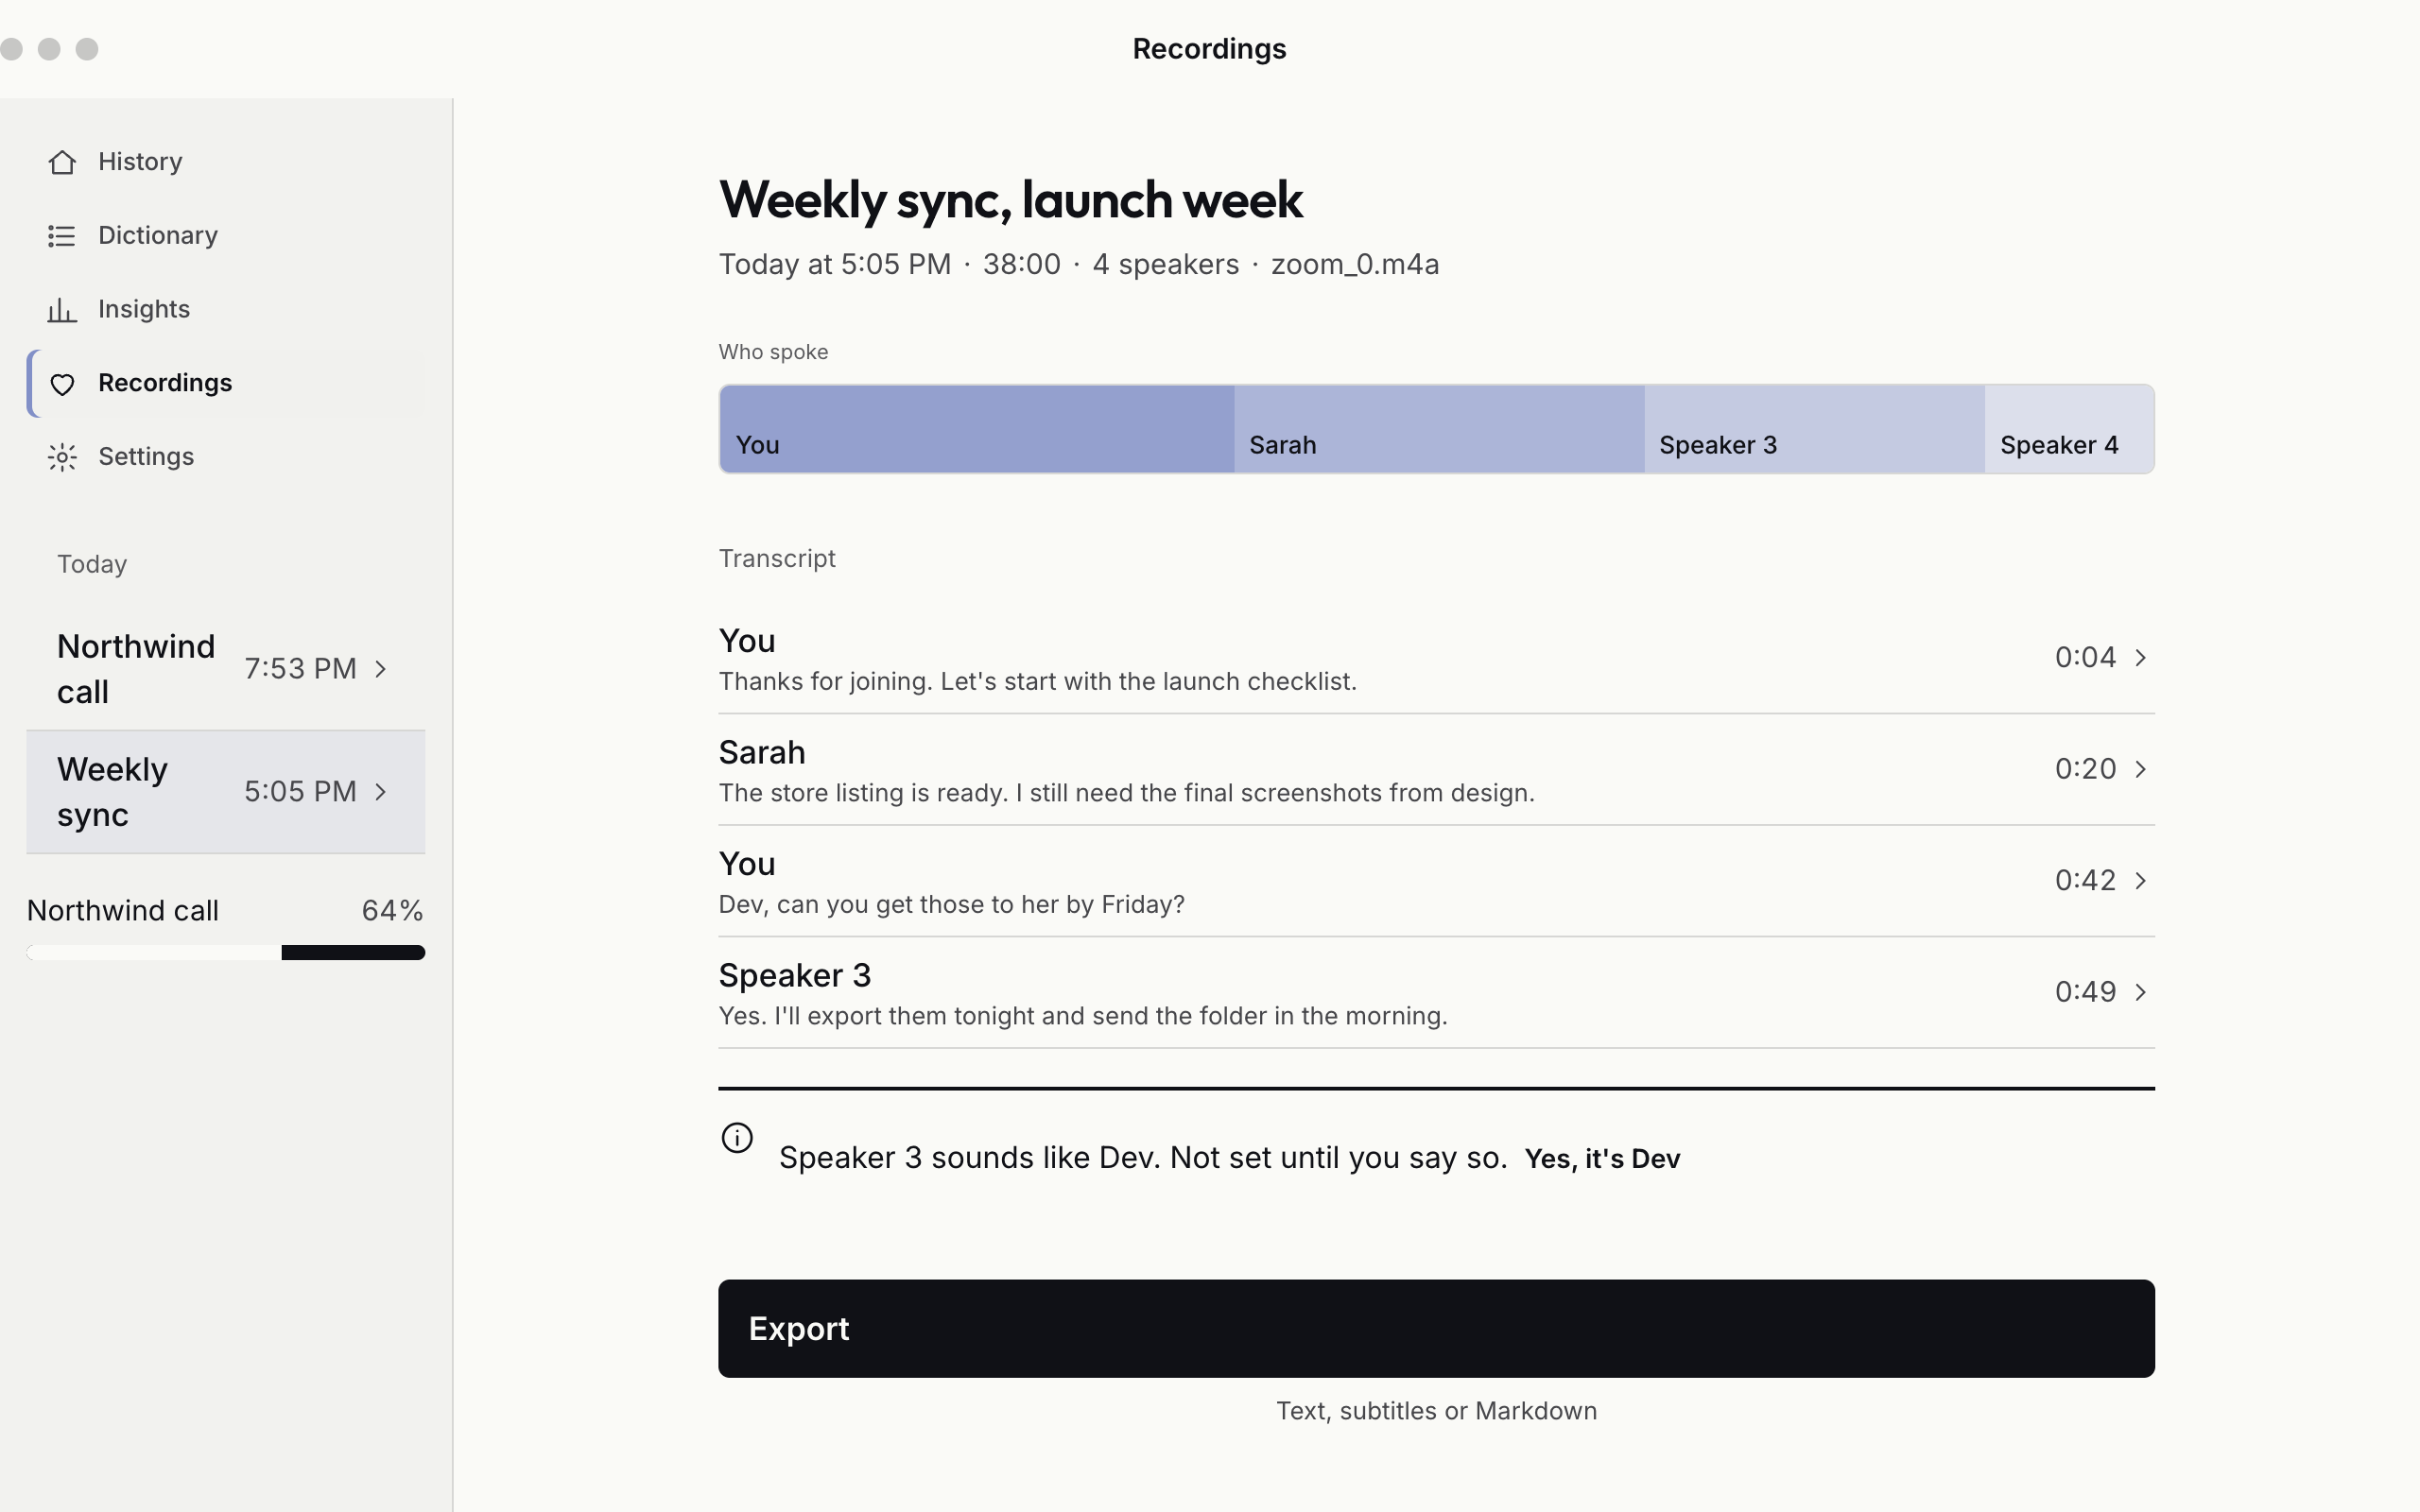 Recordings
History
Dictionary
Insights
Recordings
Settings
Today
Northwind call
7:53 PM
Weekly sync
5:05 PM
Northwind call
64%
Weekly sync, launch week
Today at 5:05 PM · 38:00 · 4 speakers · zoom_0.m4a
Who spoke
You
Sarah
Speaker 3
Speaker 4
Transcript
You
0:04
Thanks for joining. Let's start with the launch checklist.
Sarah
0:20
The store listing is ready. I still need the final screenshots from design.
You
0:42
Dev, can you get those to her by Friday?
Speaker 3
0:49
Yes. I'll export them tonight and send the folder in the morning.
Speaker 3 sounds like Dev. Not set until you say so. Yes, it's Dev
Export
Text, subtitles or Markdown